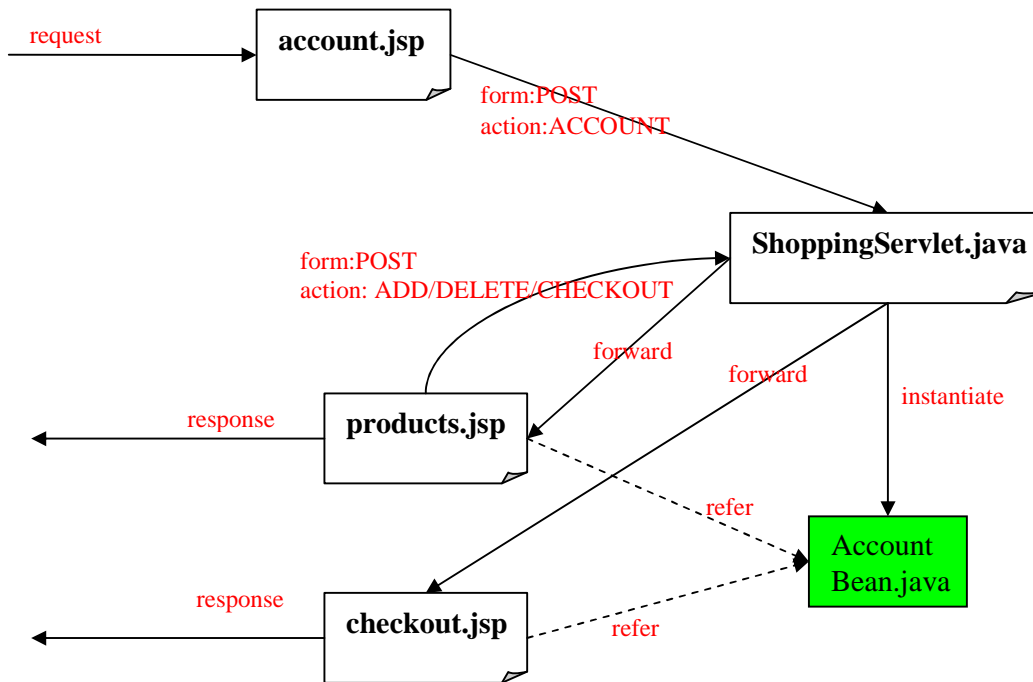 request
account.jsp
form:POST
action:ACCOUNT
ShoppingServlet.java
form:POST
action: ADD/DELETE/CHECKOUT
forward
forward
instantiate
response
products.jsp
refer
Account
Bean.java
response
checkout.jsp
refer